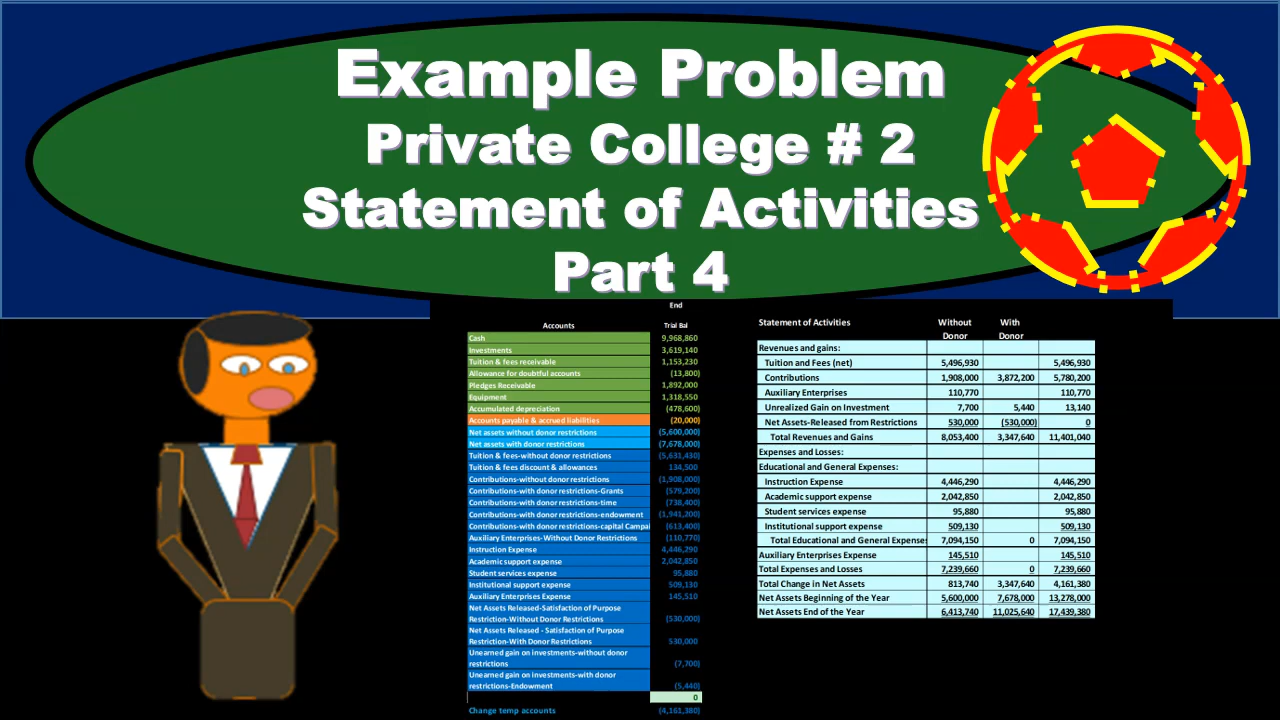 Example Problem
Private College # 2
Statement of Activities
Part 4
End
Accounts Trial Bal
Cash 9,968,860
Investments 3,619,140
Tuition & fees receivable 1,153,230
Allowance for doubtful accounts (13,800)
Pledges Receivable 1,892,000
Equipment 1,318,550
Accumulated depreciation (478,600)
Accounts payable & accrued liabilities (20,000)
Net assets without donor restrictions (5,600,000)
Net assets with donor restrictions (7,678,000)
Tuition & fees-without donor restrictions (5,631,430)
Tuition & fees discount & allowances 134,500
Contributions-without donor restrictions (1,908,000)
Contributions-with donor restrictions-Grants (579,200)
Contributions-with donor restrictions-time (738,400)
Contributions-with donor restrictions-endowment (1,941,200)
Contributions-with donor restrictions-capital Campai (613,400)
Auxiliary Enterprises-Without Donor Restrictions (110,770)
Instruction Expense 4,446,290
Academic support expense 2,042,850
Student services expense 95,880
Institutional support expense 509,130
Auxiliary Enterprises Expense 145,510
Net Assets Released-Satisfaction of Purpose
Restriction-Without Donor Restrictions (530,000)
Net Assets Released - Satisfaction of Purpose
Restriction-With Donor Restrictions 530,000
Unearned gain on investments-without donor
restrictions (7,700)
Unearned gain on investments-with donor
restrictions-Endowment (5,440)
0
Change temp accounts (4,161,380)
Statement of Activities Without With
Donor Donor
Revenues and gains:
Tuition and Fees (net) 5,496,930 5,496,930
Contributions 1,908,000 3,872,200 5,780,200
Auxiliary Enterprises 110,770 110,770
Unrealized Gain on Investment 7,700 5,440 13,140
Net Assets-Released from Restrictions 530,000 (530,000) 0
Total Revenues and Gains 8,053,400 3,347,640 11,401,040
Expenses and Losses:
Educational and General Expenses:
Instruction Expense 4,446,290 4,446,290
Academic support expense 2,042,850 2,042,850
Student services expense 95,880 95,880
Institutional support expense 509,130 509,130
Total Educational and General Expenses 7,094,150 0 7,094,150
Auxiliary Enterprises Expense 145,510 145,510
Total Expenses and Losses 7,239,660 0 7,239,660
Total Change in Net Assets 813,740 3,347,640 4,161,380
Net Assets Beginning of the Year 5,600,000 7,678,000 13,278,000
Net Assets End of the Year 6,413,740 11,025,640 17,439,380